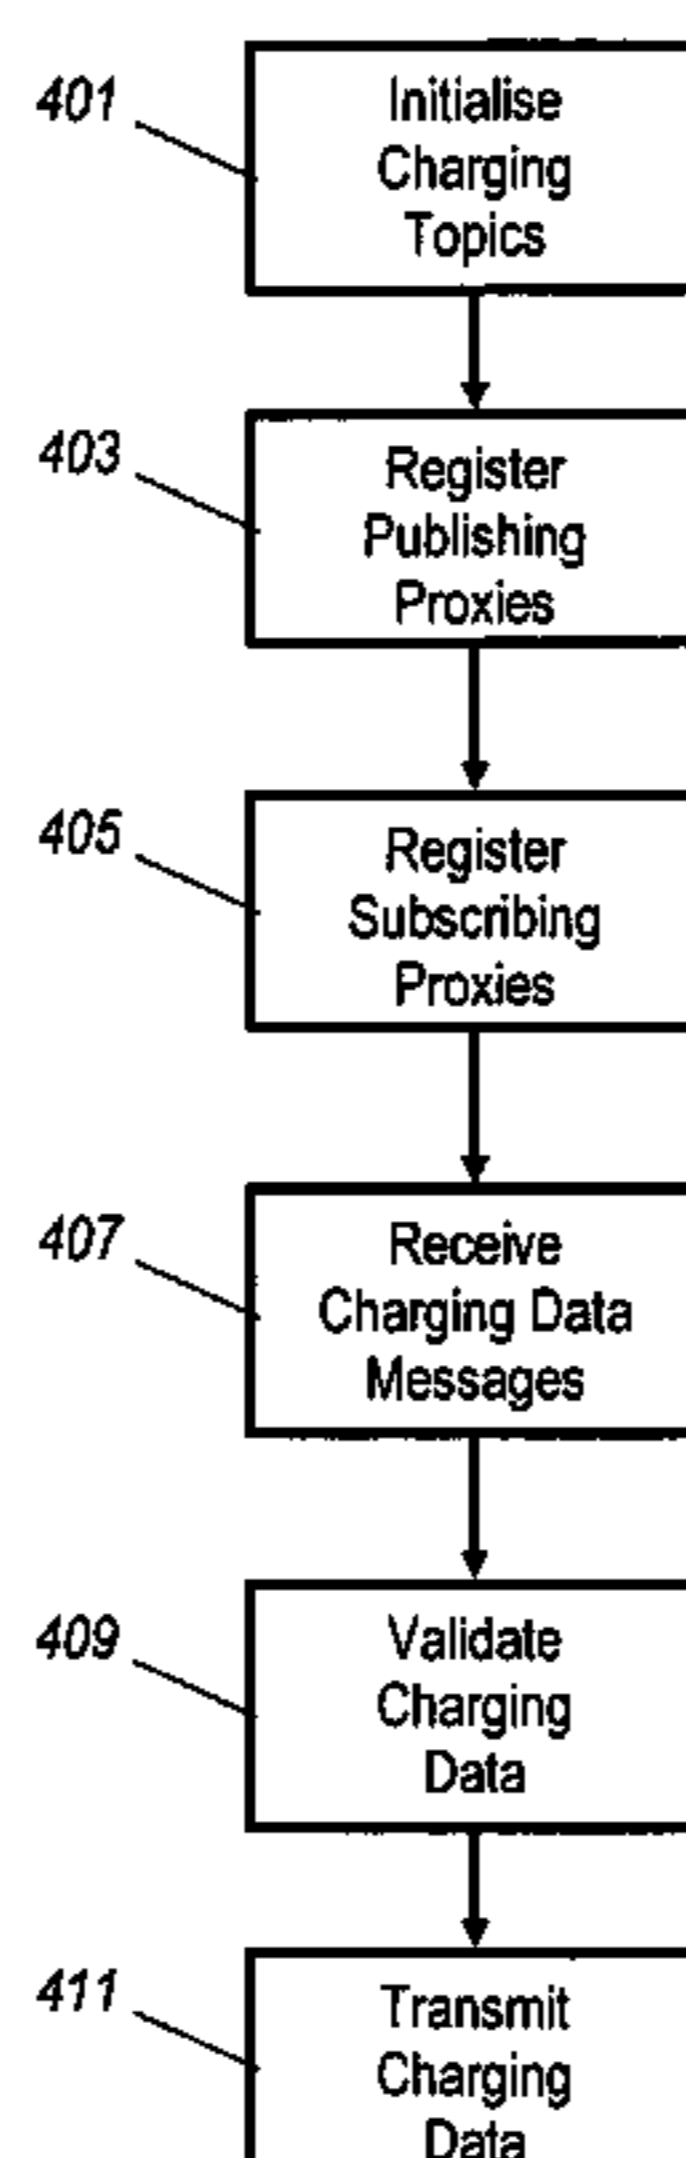 401
Initialise
Charging
Topics
403
Register
Publishing
Proxies
405
Register
Subscribing
Proxies
407
Receive
Charging Data
Messages
409
Validate
Charging
Data
411
Transmit
Charging
Data